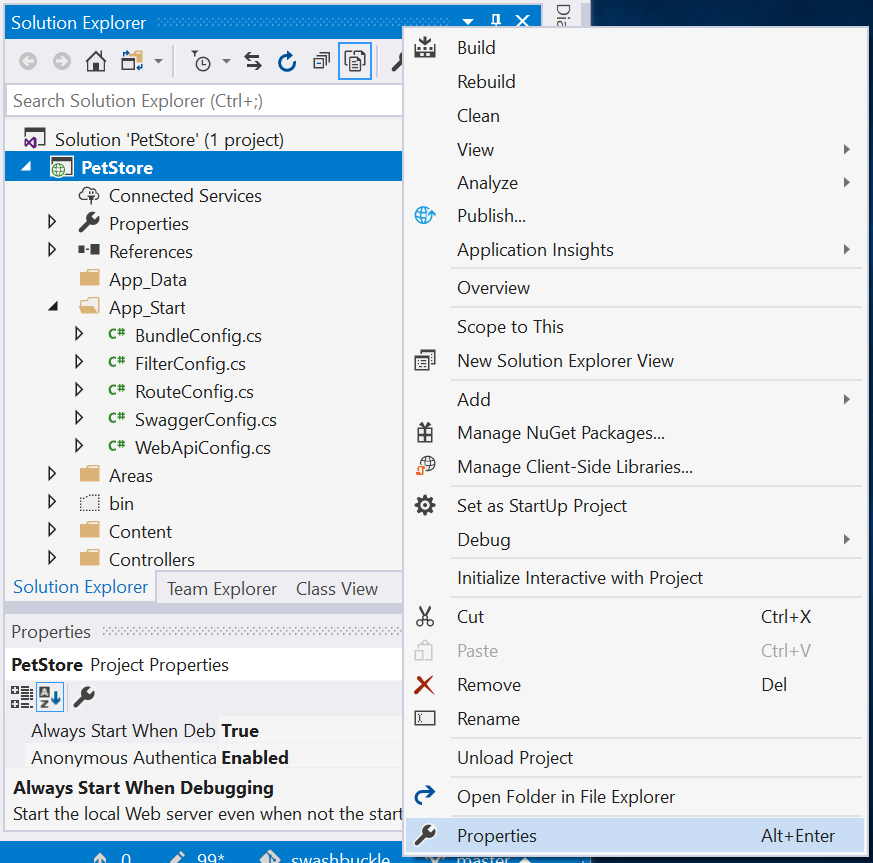 Solution Explorer
Search Solution Explorer (Ctrl+;)
Solution 'PetStore' (1 project)
PetStore
Connected Services
Properties
References
App_Data
App_Start
C# BundleConfig.cs
C# FilterConfig.cs
C# RouteConfig.cs
C# SwaggerConfig.cs
C# WebApiConfig.cs
Areas
bin
Content
Controllers
Solution Explorer Team Explorer Class View
Properties
PetStore Project Properties
Always Start When Deb True
Anonymous Authentica Enabled
Always Start When Debugging
Start the local Web server even when not the start
0 99* swashbuckle master
Build
Rebuild
Clean
View
Analyze
Publish...
Application Insights
Overview
Scope to This
New Solution Explorer View
Add
Manage NuGet Packages...
Manage Client-Side Libraries...
Set as StartUp Project
Debug
Initialize Interactive with Project
Cut Ctrl+X
Paste Ctrl+V
Remove Del
Rename
Unload Project
Open Folder in File Explorer
Properties Alt+Enter